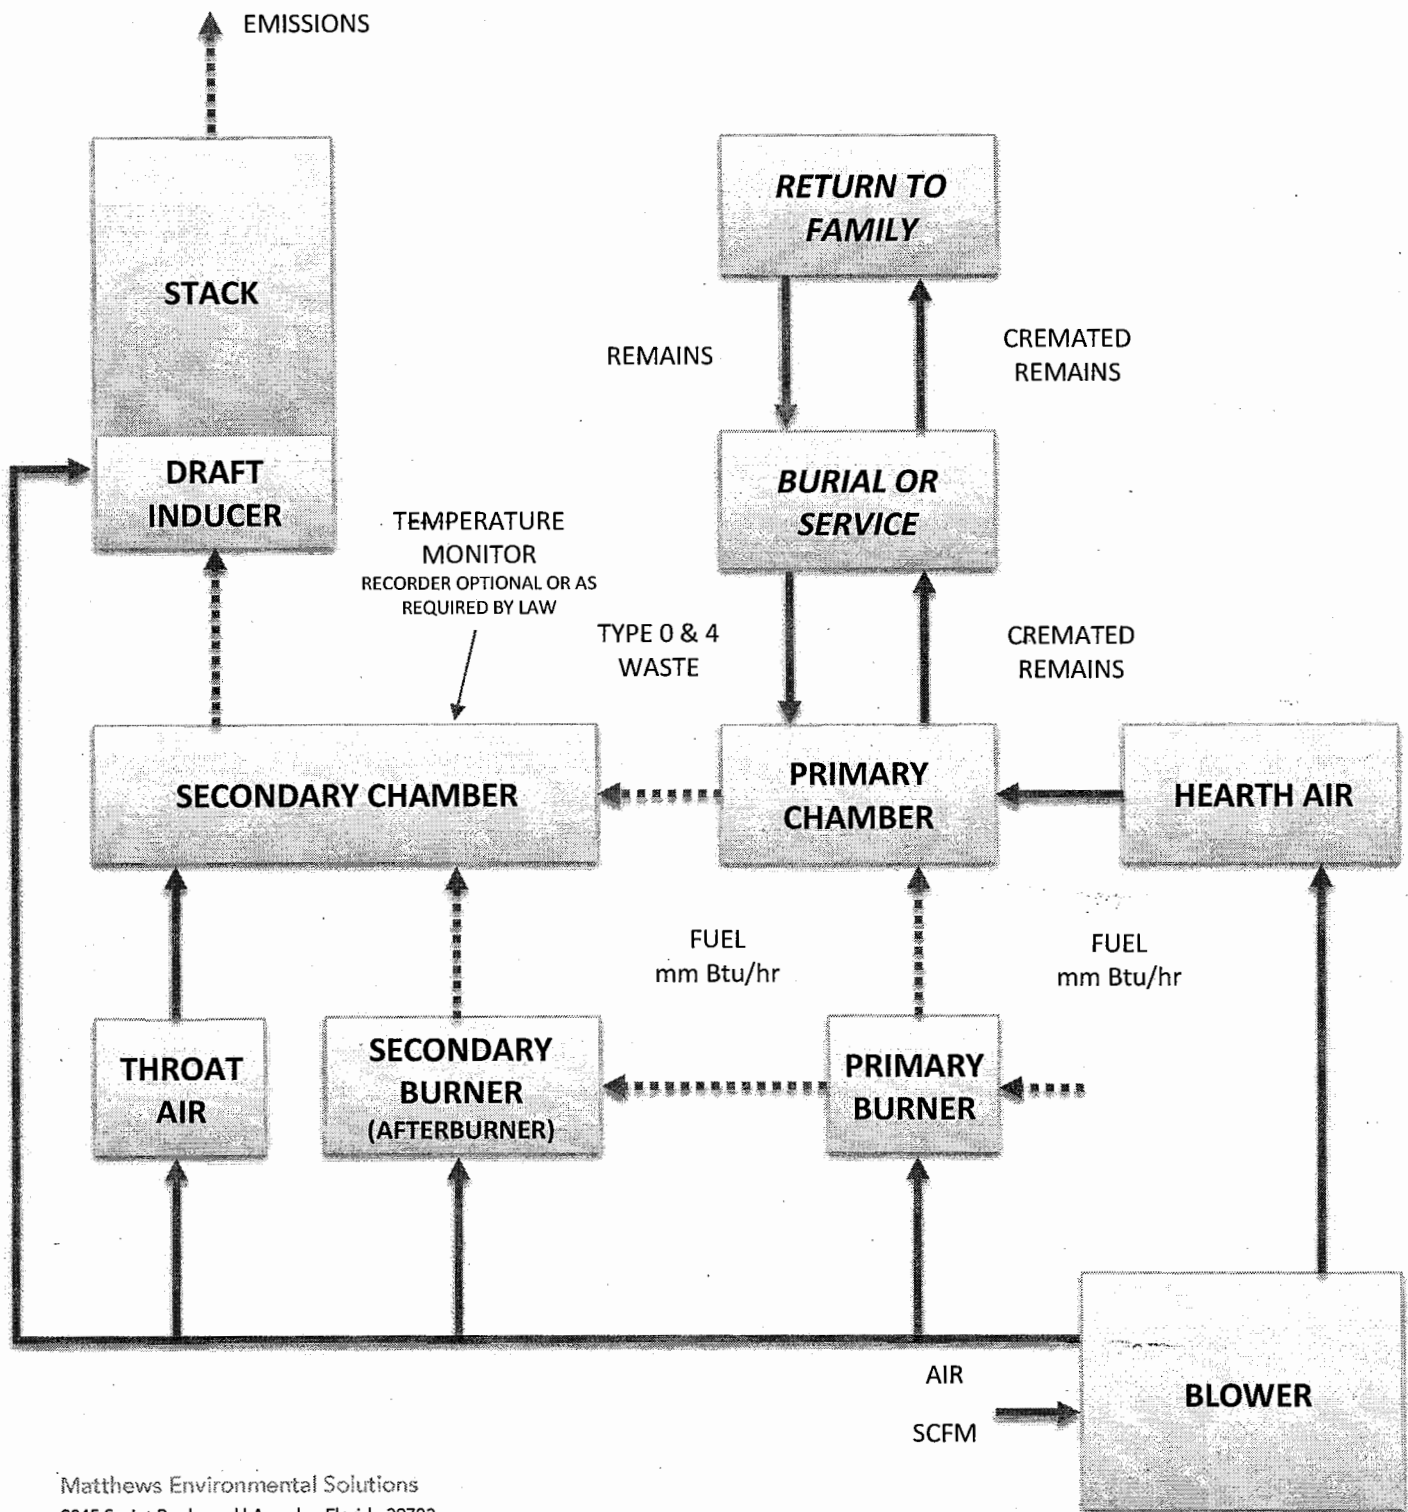 EMISSIONS
STACK
RETURN TO
FAMILY
REMAINS
CREMATED
REMAINS
DRAFT
INDUCER
BURIAL OR
SERVICE
TEMPERATURE
MONITOR
RECORDER OPTIONAL OR AS
REQUIRED BY LAW
TYPE 0 & 4
WASTE
CREMATED
REMAINS
SECONDARY CHAMBER
PRIMARY
CHAMBER
HEARTH AIR
FUEL
mm Btu/hr
FUEL
mm Btu/hr
THROAT
AIR
SECONDARY
BURNER
(AFTERBURNER)
PRIMARY
BURNER
AIR
SCFM
BLOWER
Matthews Environmental Solutions